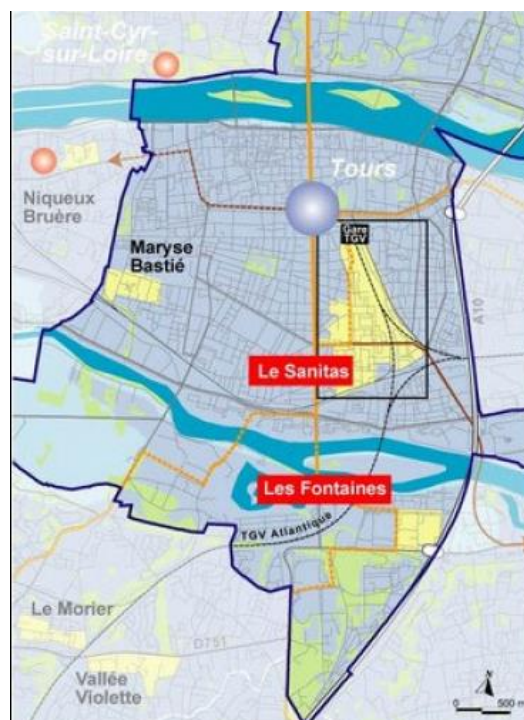 Saint-Cyr-
sur-Loire
Tours
Niqueux
Bruère
Gare
TGV
Maryse
Bastié
A10
Le Sanitas
Les Fontaines
TGV Atlantique
Le Morier
D751
Vallée
Violette
N
0 500 m